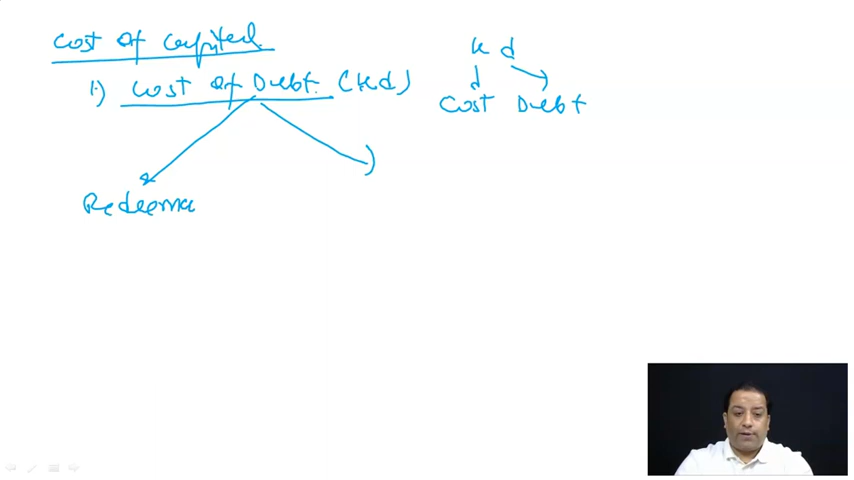 Cost of Capital
1.) Cost of Debt. (Kd)
K d
Cost Debt
Redeema